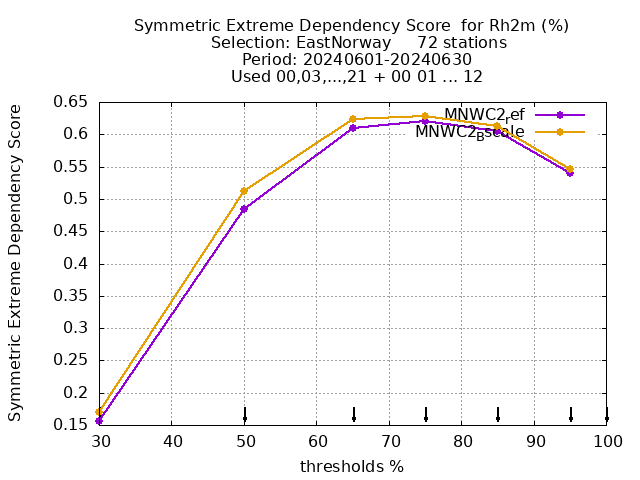 Symmetric Extreme Dependency Score for Rh2m (%)
Selection: EastNorway 72 stations
Period: 20240601-20240630
Used 00,03,...,21 + 00 01 ... 12
MNWC2ref
MNWC2Bscale
Symmetric Extreme Dependency Score
0.65
0.6
0.55
0.5
0.45
0.4
0.35
0.3
0.25
0.2
0.15
30 40 50 60 70 80 90 100
thresholds %